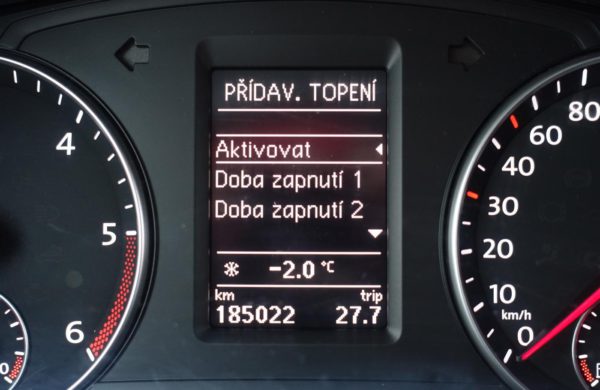 PŘÍDAV. TOPENÍ
Aktivovat
Doba zapnutí 1
Doba zapnutí 2
-2.0 °C
km trip
185022 27.7
4
5
6
0
80
60
40
30
20
10
km/h
0